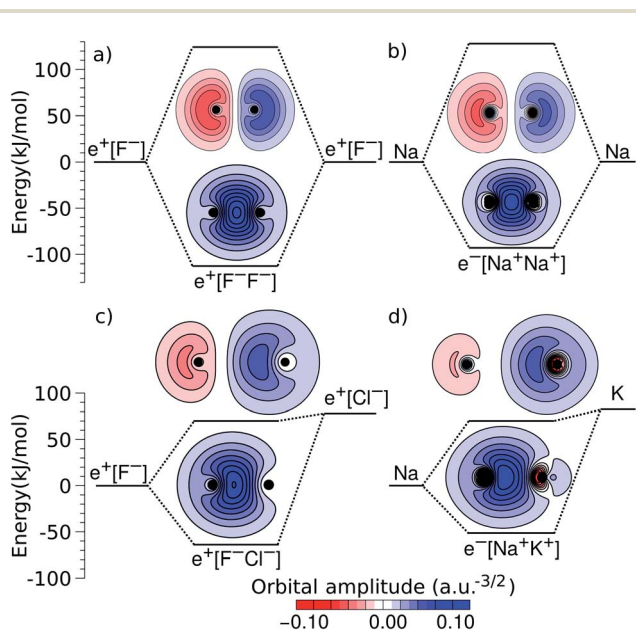 a)
b)
Energy(kJ/mol)
100
50
0
-50
-100
e⁺[F⁻]
e⁺[F⁻]
e⁺[F⁻F⁻]
Na
Na
e⁻[Na⁺Na⁺]
c)
d)
Energy(kJ/mol)
100
50
0
-50
-100
e⁺[F⁻]
e⁺[Cl⁻]
e⁺[F⁻Cl⁻]
Na
K
e⁻[Na⁺K⁺]
Orbital amplitude (a.u.⁻³/²)
−0.10 0.00 0.10